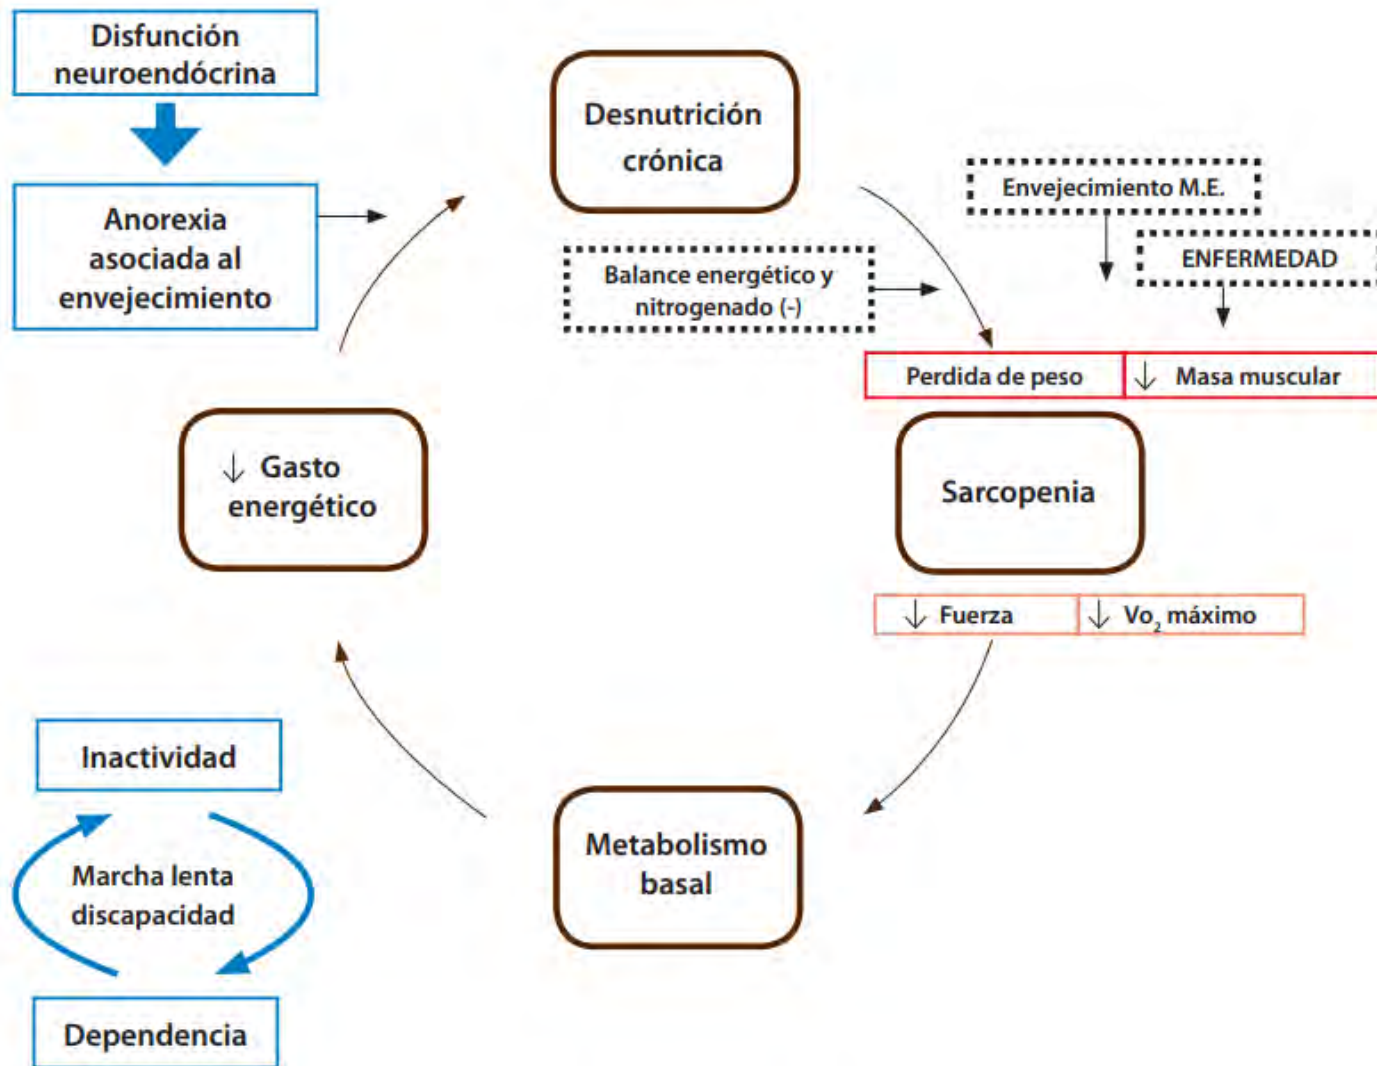 Disfunción
neuroendócrina
Desnutrición
crónica
Envejecimiento M.E.
Anorexia
asociada al
envejecimiento
ENFERMEDAD
Balance energético y
nitrogenado (-)
Perdida de peso
↓ Masa muscular
↓ Gasto
energético
Sarcopenia
↓ Fuerza
↓ Vo₂ máximo
Inactividad
Metabolismo
basal
Marcha lenta
discapacidad
Dependencia